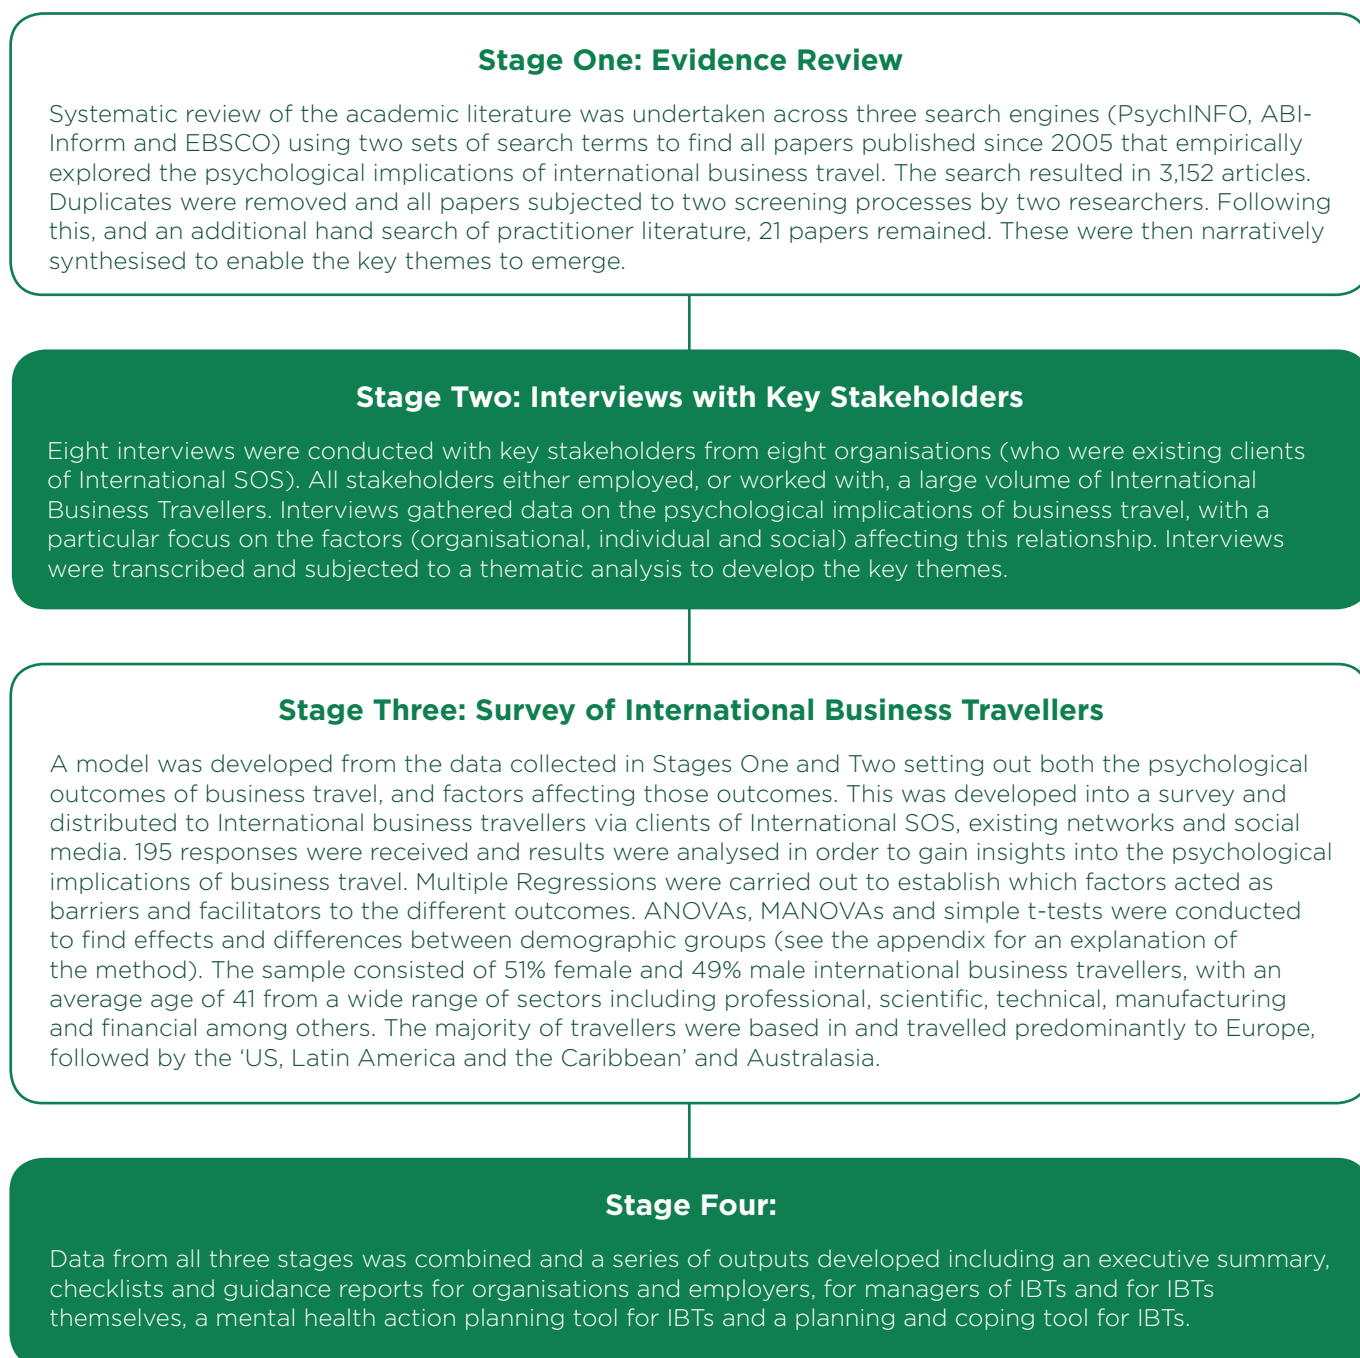 Stage One: Evidence Review
Systematic review of the academic literature was undertaken across three search engines (PsychINFO, ABI-
Inform and EBSCO) using two sets of search terms to find all papers published since 2005 that empirically
explored the psychological implications of international business travel. The search resulted in 3,152 articles.
Duplicates were removed and all papers subjected to two screening processes by two researchers. Following
this, and an additional hand search of practitioner literature, 21 papers remained. These were then narratively
synthesised to enable the key themes to emerge.
Stage Two: Interviews with Key Stakeholders
Eight interviews were conducted with key stakeholders from eight organisations (who were existing clients
of International SOS). All stakeholders either employed, or worked with, a large volume of International
Business Travellers. Interviews gathered data on the psychological implications of business travel, with a
particular focus on the factors (organisational, individual and social) affecting this relationship. Interviews
were transcribed and subjected to a thematic analysis to develop the key themes.
Stage Three: Survey of International Business Travellers
A model was developed from the data collected in Stages One and Two setting out both the psychological
outcomes of business travel, and factors affecting those outcomes. This was developed into a survey and
distributed to International business travellers via clients of International SOS, existing networks and social
media. 195 responses were received and results were analysed in order to gain insights into the psychological
implications of business travel. Multiple Regressions were carried out to establish which factors acted as
barriers and facilitators to the different outcomes. ANOVAs, MANOVAs and simple t-tests were conducted
to find effects and differences between demographic groups (see the appendix for an explanation of
the method). The sample consisted of 51% female and 49% male international business travellers, with an
average age of 41 from a wide range of sectors including professional, scientific, technical, manufacturing
and financial among others. The majority of travellers were based in and travelled predominantly to Europe,
followed by the ‘US, Latin America and the Caribbean’ and Australasia.
Stage Four:
Data from all three stages was combined and a series of outputs developed including an executive summary,
checklists and guidance reports for organisations and employers, for managers of IBTs and for IBTs
themselves, a mental health action planning tool for IBTs and a planning and coping tool for IBTs.